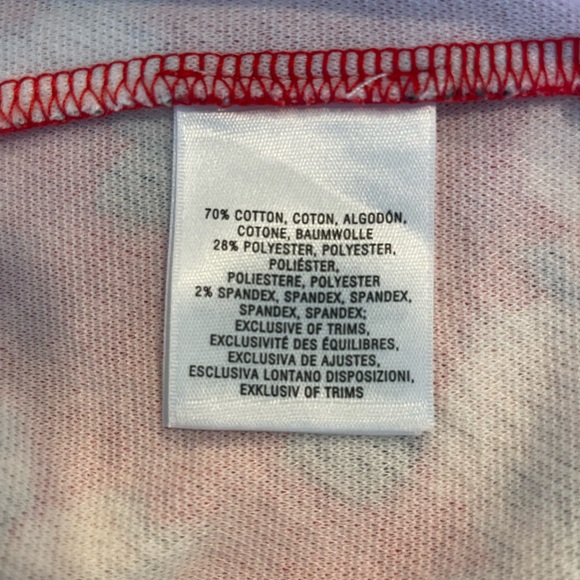 70% COTTON, COTON, ALGODÓN,
COTONE, BAUMWOLLE
28% POLYESTER, POLYESTER,
POLIÉSTER,
POLIESTERE, POLYESTER
2% SPANDEX, SPANDEX, SPANDEX,
SPANDEX, SPANDEX;
EXCLUSIVE OF TRIMS,
EXCLUSIVITÉ DES ÉQUILIBRES,
EXCLUSIVA DE AJUSTES,
ESCLUSIVA LONTANO DISPOSIZIONI,
EXKLUSIV OF TRIMS